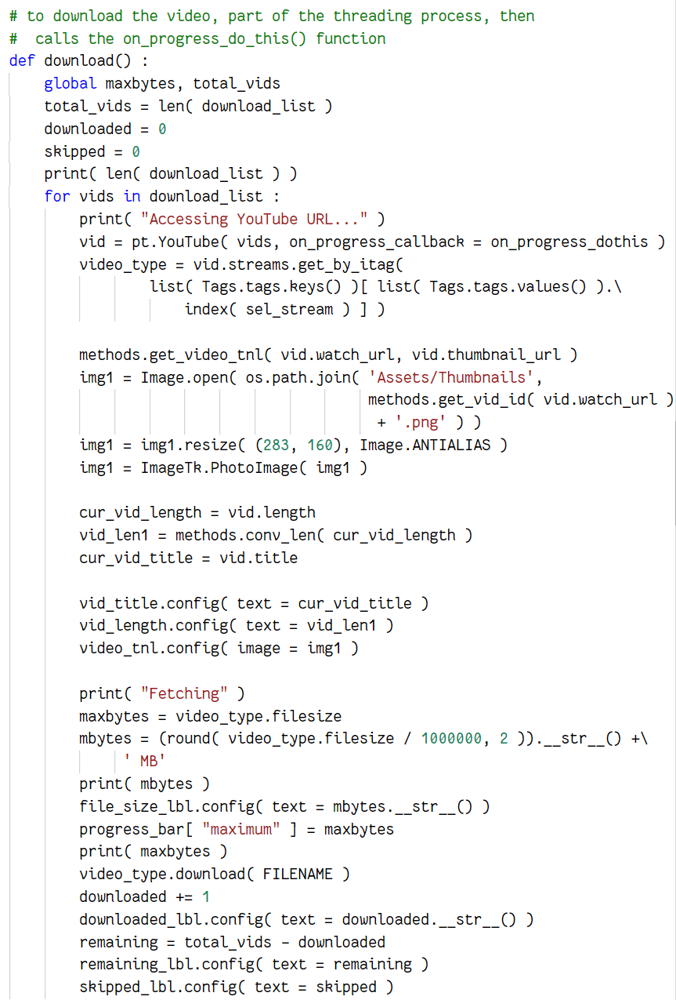 # to download the video, part of the threading process, then
#  calls the on_progress_do_this() function
def download() :
    global maxbytes, total_vids
    total_vids = len( download_list )
    downloaded = 0
    skipped = 0
    print( len( download_list ) )
    for vids in download_list :
        print( "Accessing YouTube URL..." )
        vid = pt.YouTube( vids, on_progress_callback = on_progress_dothis )
        video_type = vid.streams.get_by_itag(
                list( Tags.tags.keys() )[ list( Tags.tags.values() ).\
                    index( sel_stream ) ] )

        methods.get_video_tnl( vid.watch_url, vid.thumbnail_url )
        img1 = Image.open( os.path.join( 'Assets/Thumbnails',
                                         methods.get_vid_id( vid.watch_url )
                                          + '.png' ) )
        img1 = img1.resize( (283, 160), Image.ANTIALIAS )
        img1 = ImageTk.PhotoImage( img1 )

        cur_vid_length = vid.length
        vid_len1 = methods.conv_len( cur_vid_length )
        cur_vid_title = vid.title

        vid_title.config( text = cur_vid_title )
        vid_length.config( text = vid_len1 )
        video_tnl.config( image = img1 )

        print( "Fetching" )
        maxbytes = video_type.filesize
        mbytes = (round( video_type.filesize / 1000000, 2 )).__str__() +\
             ' MB'
        print( mbytes )
        file_size_lbl.config( text = mbytes.__str__() )
        progress_bar[ "maximum" ] = maxbytes
        print( maxbytes )
        video_type.download( FILENAME )
        downloaded += 1
        downloaded_lbl.config( text = downloaded.__str__() )
        remaining = total_vids - downloaded
        remaining_lbl.config( text = remaining )
        skipped_lbl.config( text = skipped )